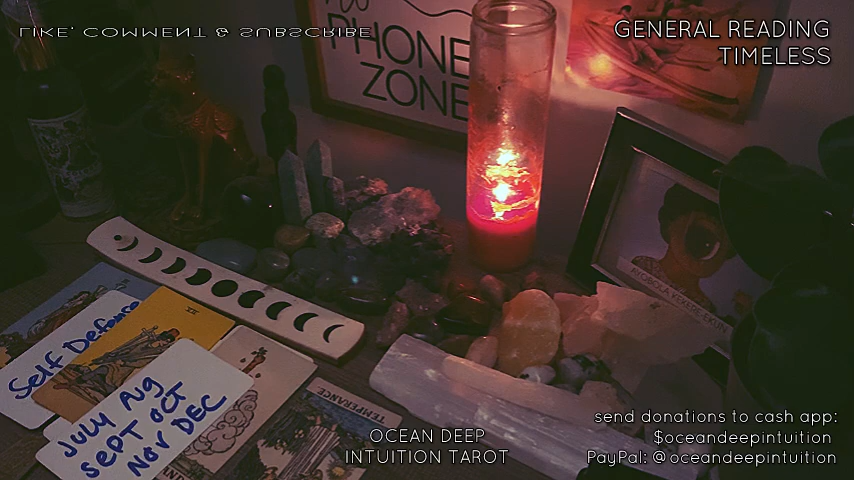 LIKE, COMMENT & SUBSCRIBE
GENERAL READING
TIMELESS
PHONE
ZONE
Self Defense
VI
JULY Aug
SEPT OCT
NOV DEC
TEMPERANCE
OCEAN DEEP
INTUITION TAROT
send donations to cash app:
$oceandeepintuition
PayPal: @oceandeepintuition